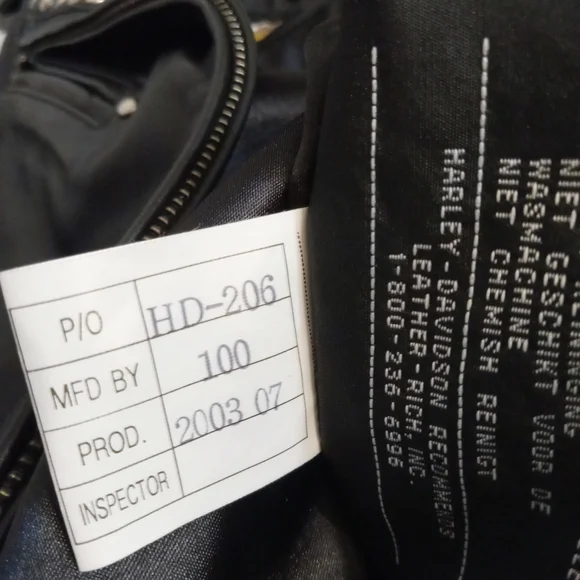 P/O HD-206
MFD BY 100
PROD. 2003 07
INSPECTOR
NIET GESCHIKT VOOR DE
WASMACHINE
NIET CHEMISH REINIGT
HARLEY-DAVIDSON RECOMMENDS
LEATHER-RICH, INC.
1-800-236-6996